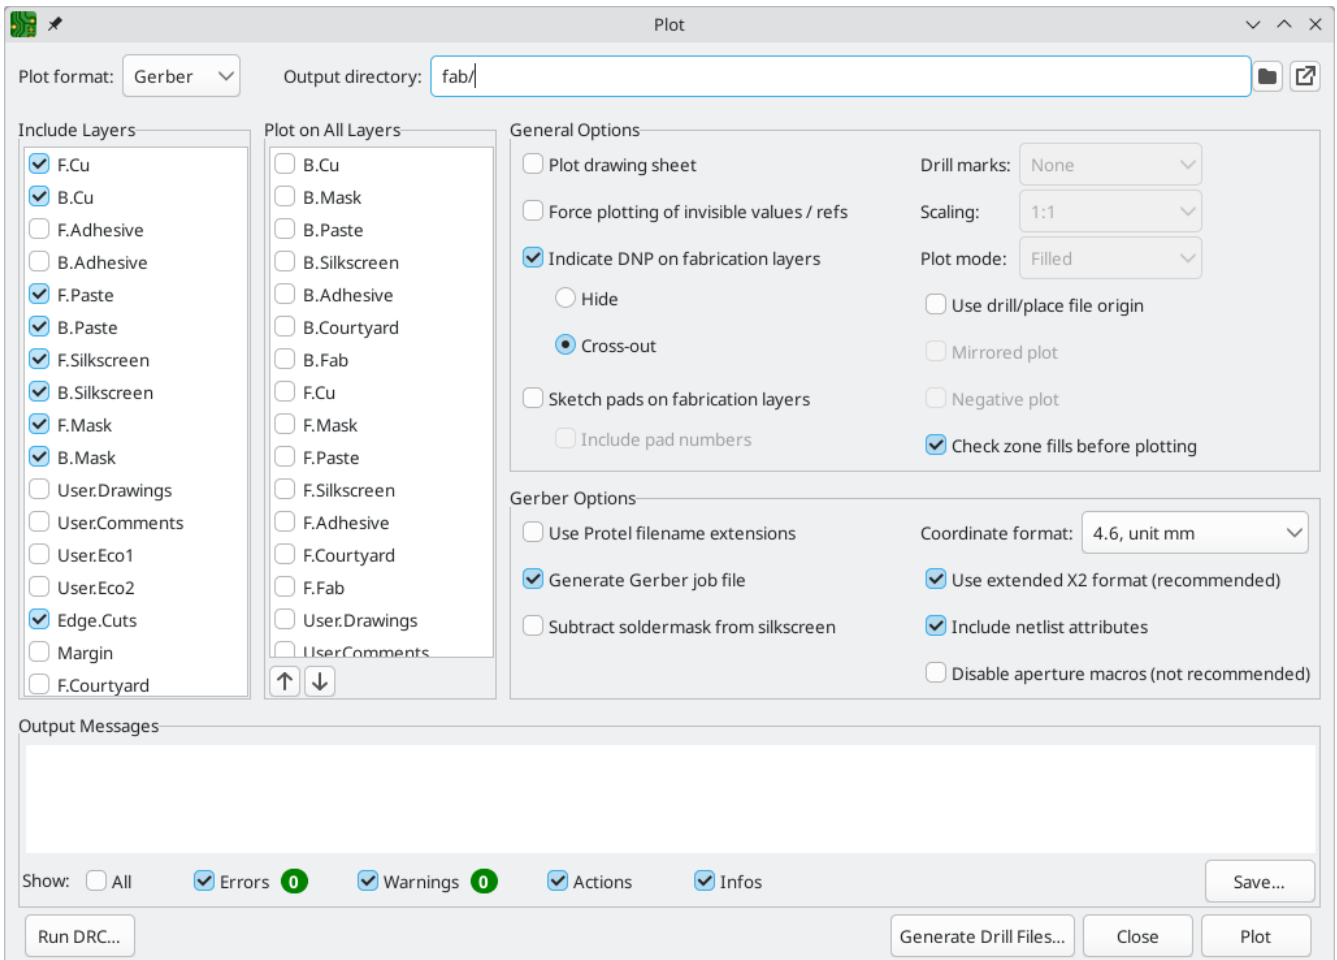 Plot
Plot format:
Gerber
Output directory:
fab/
Include Layers
F.Cu
B.Cu
F.Adhesive
B.Adhesive
F.Paste
B.Paste
F.Silkscreen
B.Silkscreen
F.Mask
B.Mask
User.Drawings
User.Comments
User.Eco1
User.Eco2
Edge.Cuts
Margin
F.Courtyard
Plot on All Layers
B.Cu
B.Mask
B.Paste
B.Silkscreen
B.Adhesive
B.Courtyard
B.Fab
F.Cu
F.Mask
F.Paste
F.Silkscreen
F.Adhesive
F.Courtyard
F.Fab
User.Drawings
User.Comments
General Options
Plot drawing sheet
Force plotting of invisible values / refs
Indicate DNP on fabrication layers
Hide
Cross-out
Sketch pads on fabrication layers
Include pad numbers
Drill marks:
None
Scaling:
1:1
Plot mode:
Filled
Use drill/place file origin
Mirrored plot
Negative plot
Check zone fills before plotting
Gerber Options
Use Protel filename extensions
Generate Gerber job file
Subtract soldermask from silkscreen
Coordinate format:
4.6, unit mm
Use extended X2 format (recommended)
Include netlist attributes
Disable aperture macros (not recommended)
Output Messages
Show:
All
Errors
0
Warnings
0
Actions
Infos
Save...
Run DRC...
Generate Drill Files...
Close
Plot